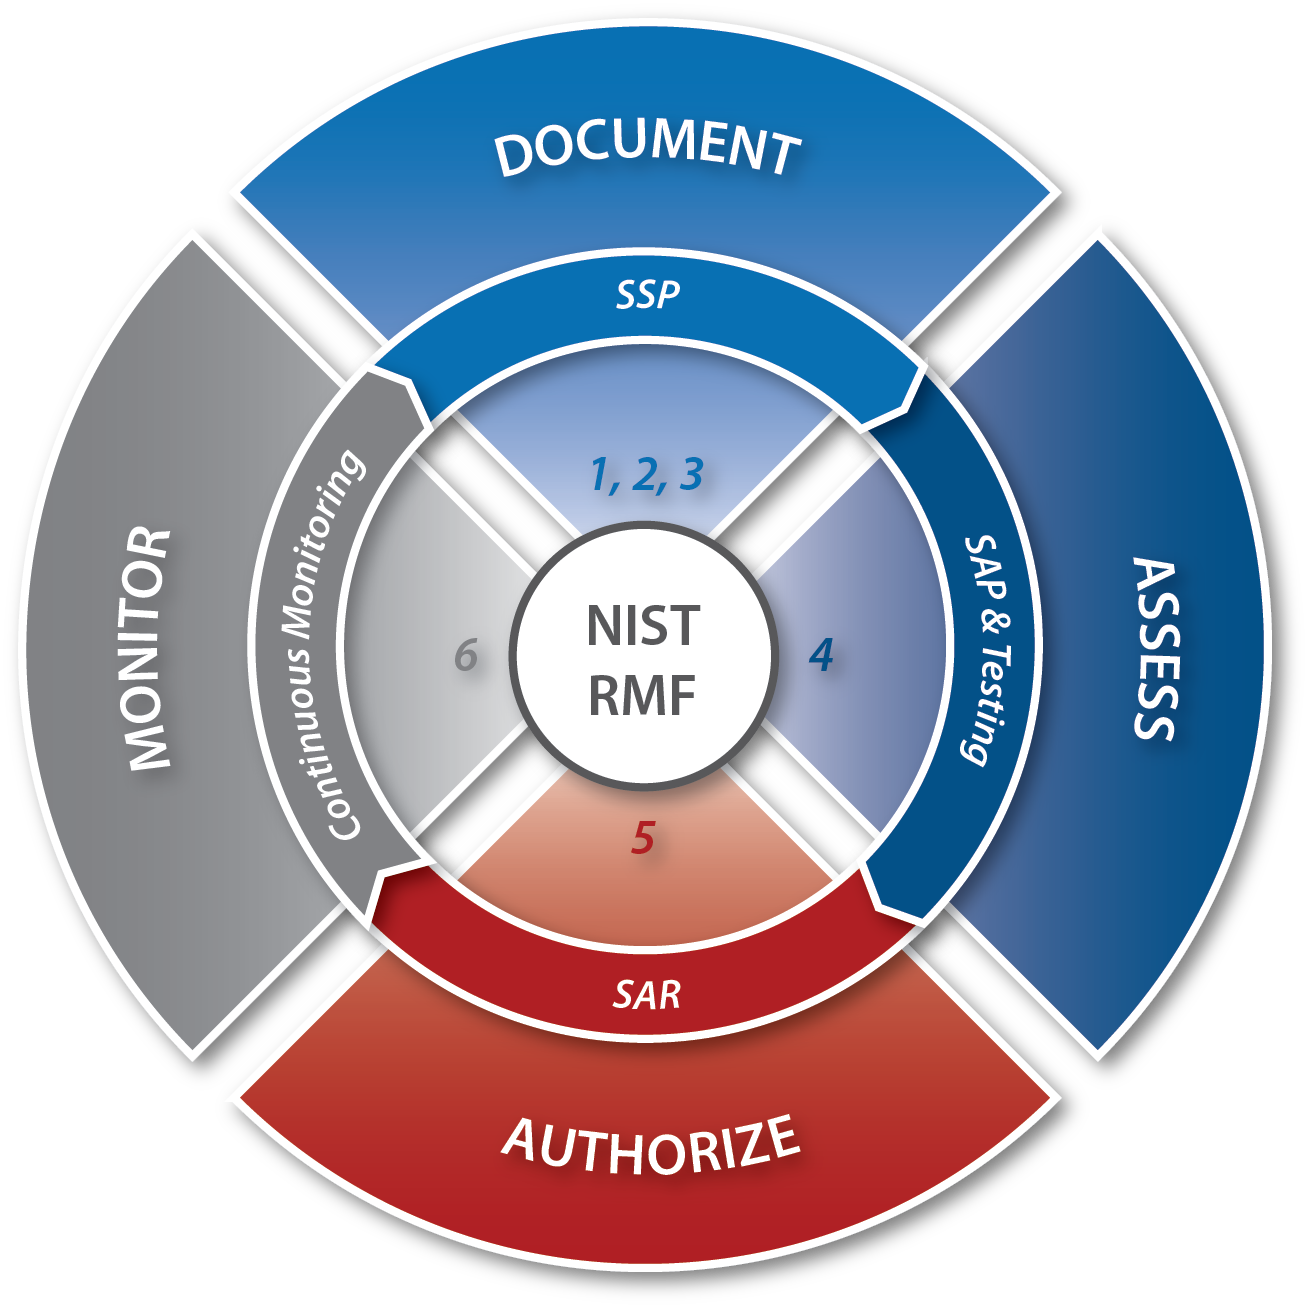 DOCUMENT
SSP
1, 2, 3
ASSESS
SAP & Testing
4
AUTHORIZE
SAR
5
MONITOR
Continuous Monitoring
6
NIST
RMF